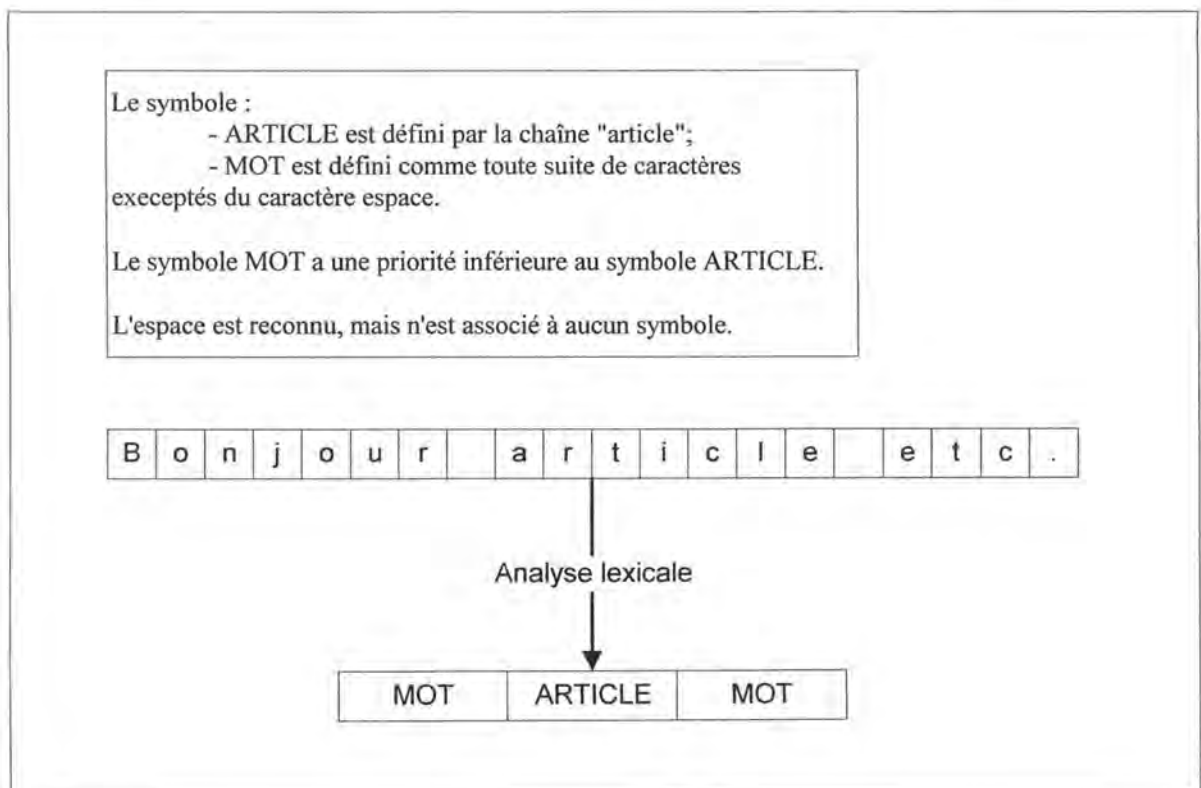 Le symbole :
- ARTICLE est défini par la chaîne "article";
- MOT est défini comme toute suite de caractères
execeptés du caractère espace.
Le symbole MOT a une priorité inférieure au symbole ARTICLE.
L'espace est reconnu, mais n'est associé à aucun symbole.
B o n j o u r   a r t i c l e   e t c .
Analyse lexicale
MOT ARTICLE MOT